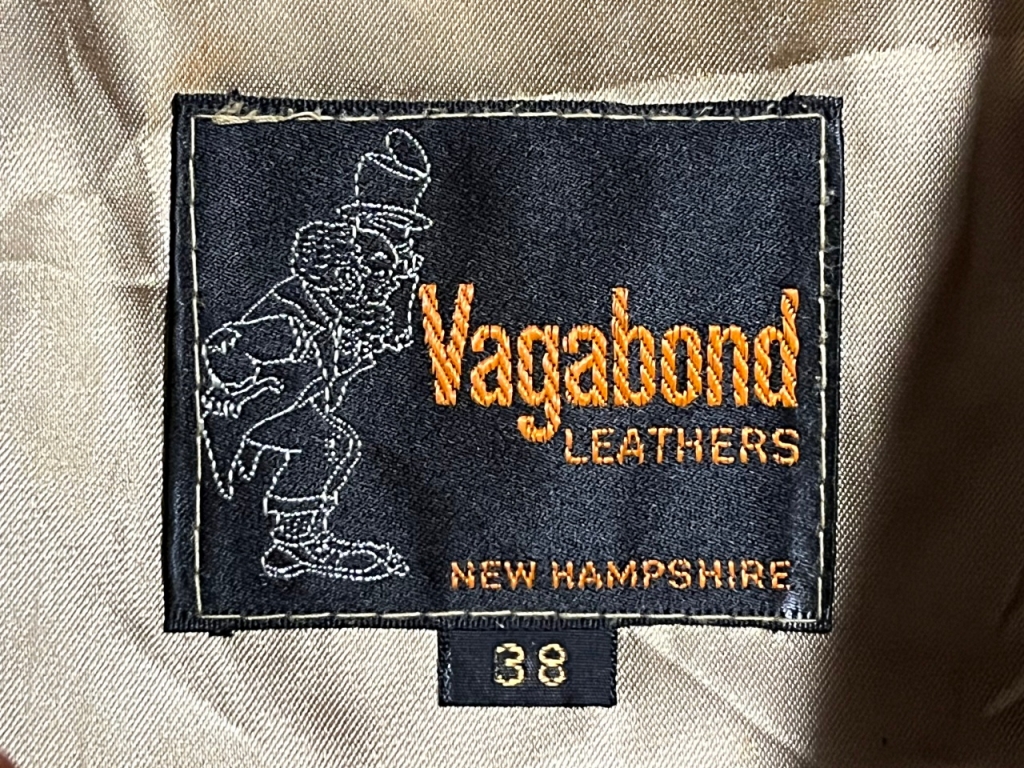 Vagabond
LEATHERS
NEW HAMPSHIRE
38